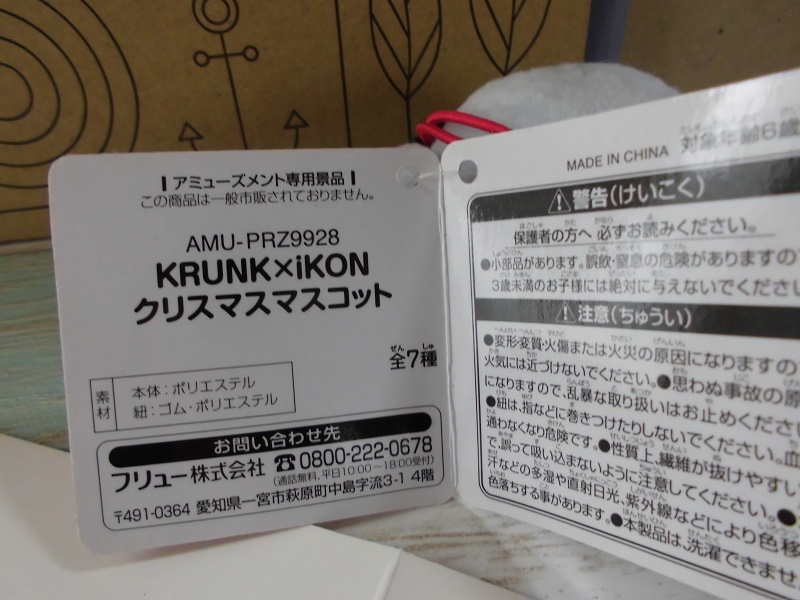 アミューズメント専用景品
この商品は一般市販されておりません。
AMU-PRZ9928
KRUNK×iKON
クリスマスマスコット
全7種
素材
本体:ポリエステル
紐:ゴム・ポリエステル
お問い合わせ先
フリュー株式会社 ☎0800-222-0678
(通話無料、平日10:00～18:00受付)
〒491-0364 愛知県一宮市萩原町中島字流3-1 4階
MADE IN CHINA 対象年齢6歳
⚠警告(けいこく)
保護者の方へ 必ずお読みください。
●小部品があります。誤飲・窒息の危険がありますの
3歳未満のお子様には絶対に与えないでくださ
⚠注意(ちゅうい)
●変形・変質・火傷または火災の原因になりますの
火気には近づけないでください。●思わぬ事故の原
になりますので、乱暴な取り扱いはお止めくださ
●紐は、指などに巻きつけたりしないでください。血
通わなくなり危険です。●性質上、繊維が抜けやすい
で、誤って吸い込まないように注意してください。●
汗などの多湿や直射日光、紫外線などにより色移
色落ちする事があります。●本製品は、洗濯できませ